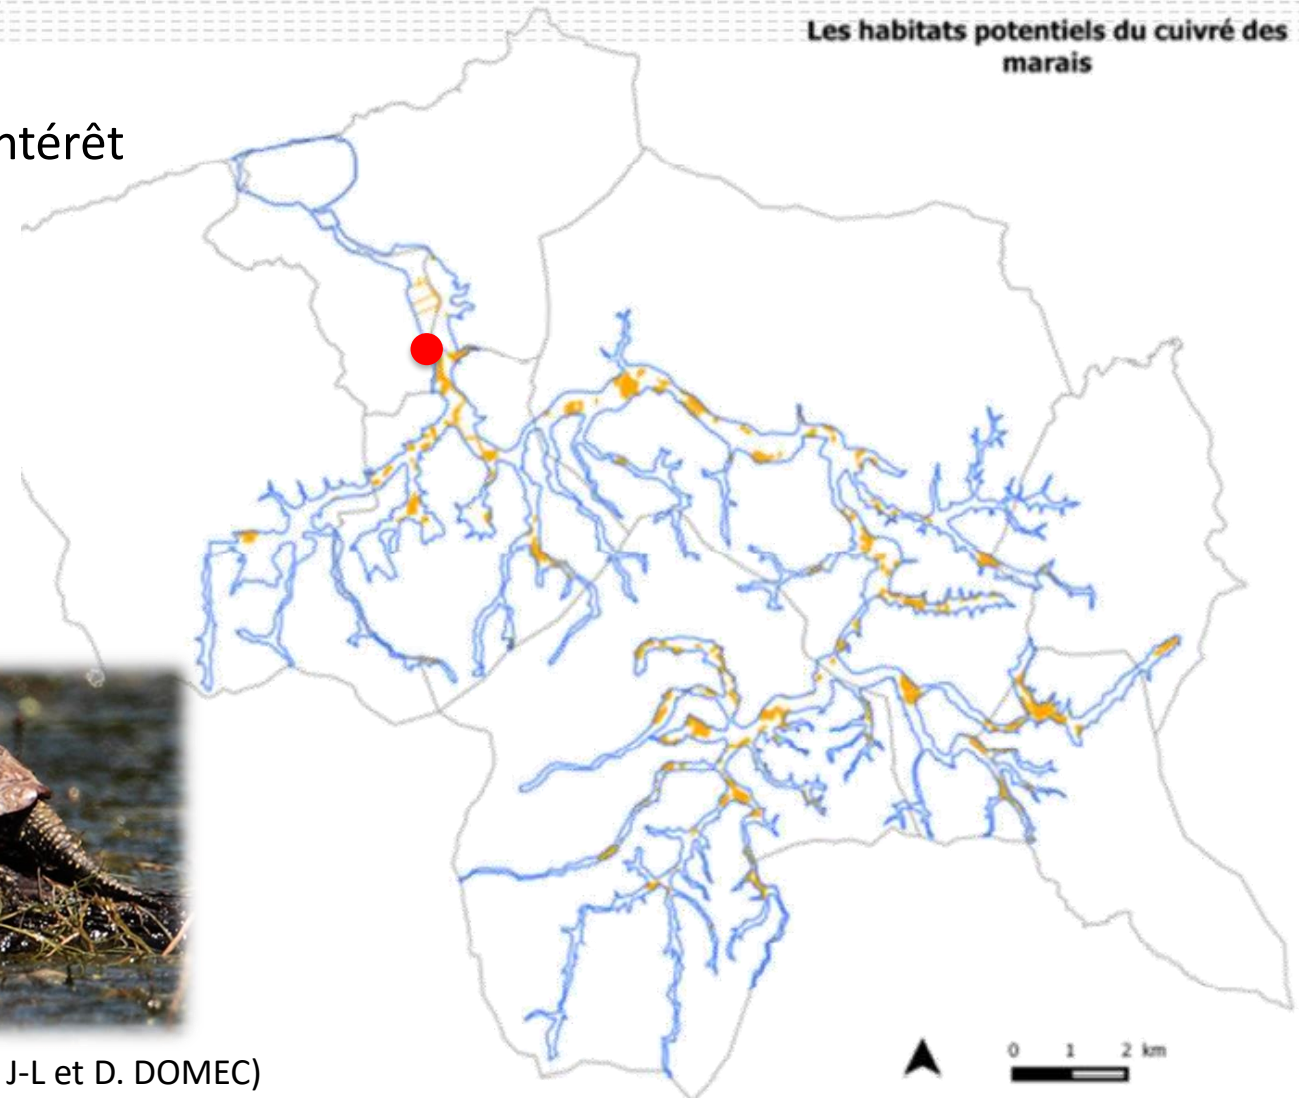 Les habitats potentiels du cuivré des
marais
ntérêt
J-L et D. DOMEC)
0 1 2 km